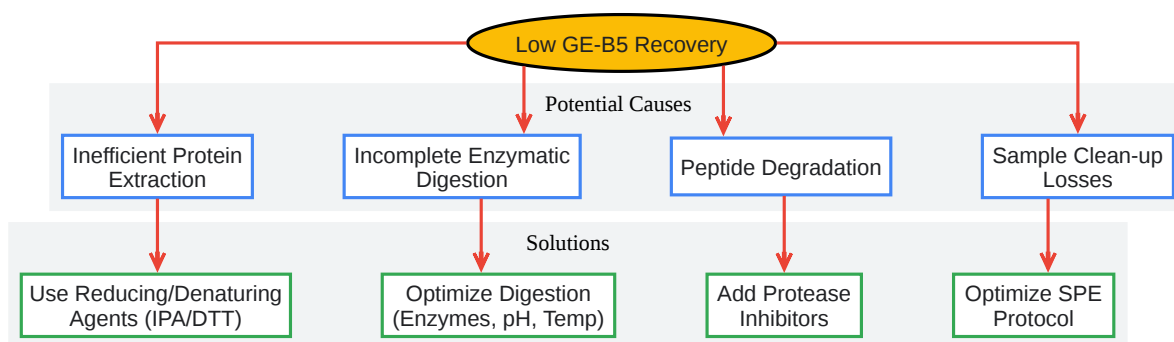 Low GE-B5 Recovery
Potential Causes
Inefficient Protein
Extraction
Incomplete Enzymatic
Digestion
Peptide Degradation
Sample Clean-up
Losses
Solutions
Use Reducing/Denaturing
Agents (IPA/DTT)
Optimize Digestion
(Enzymes, pH, Temp)
Add Protease
Inhibitors
Optimize SPE
Protocol